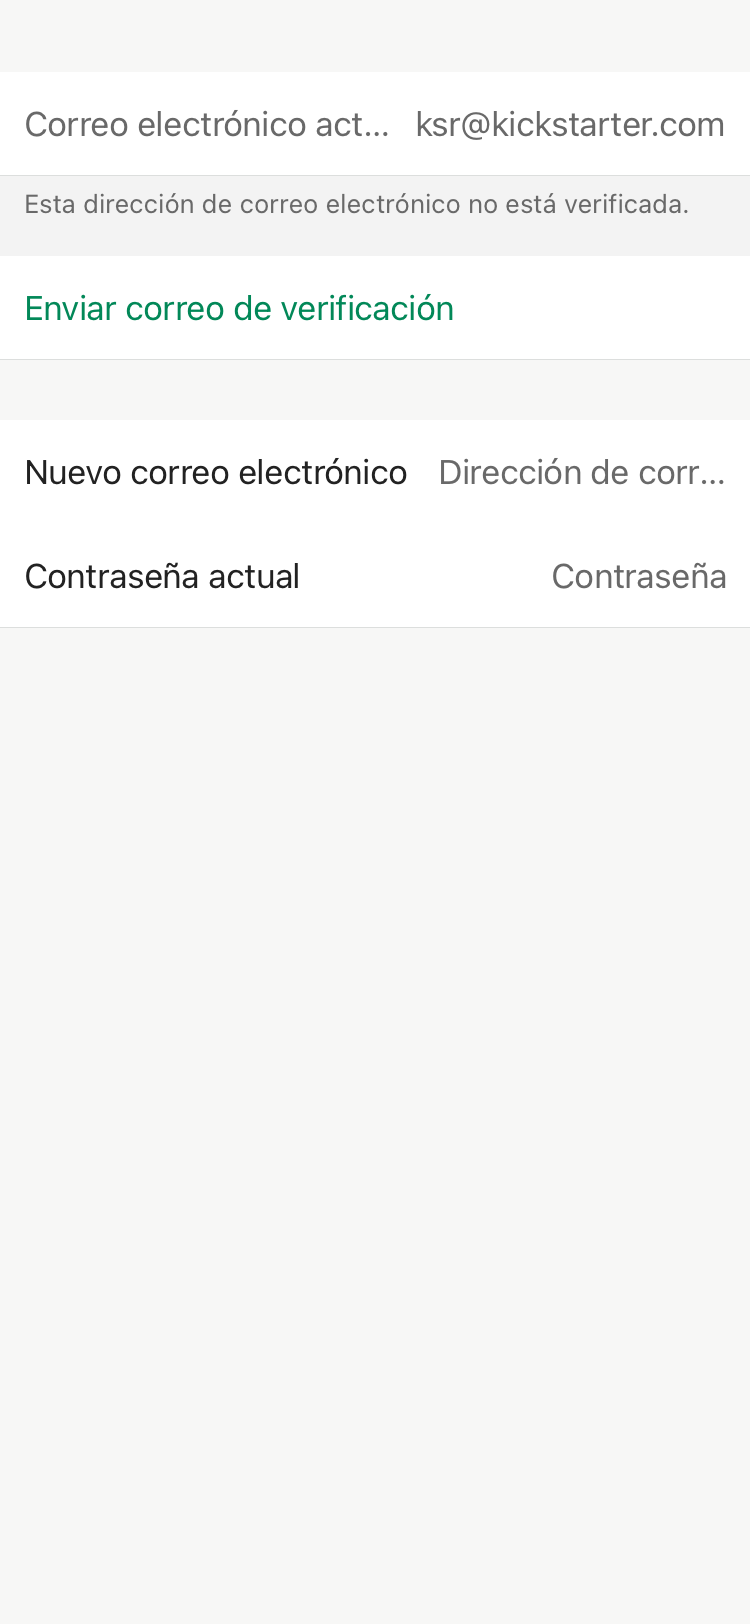 Correo electrónico act... ksr@kickstarter.com
Esta dirección de correo electrónico no está verificada.
Enviar correo de verificación
Nuevo correo electrónico Dirección de corr...
Contraseña actual Contraseña